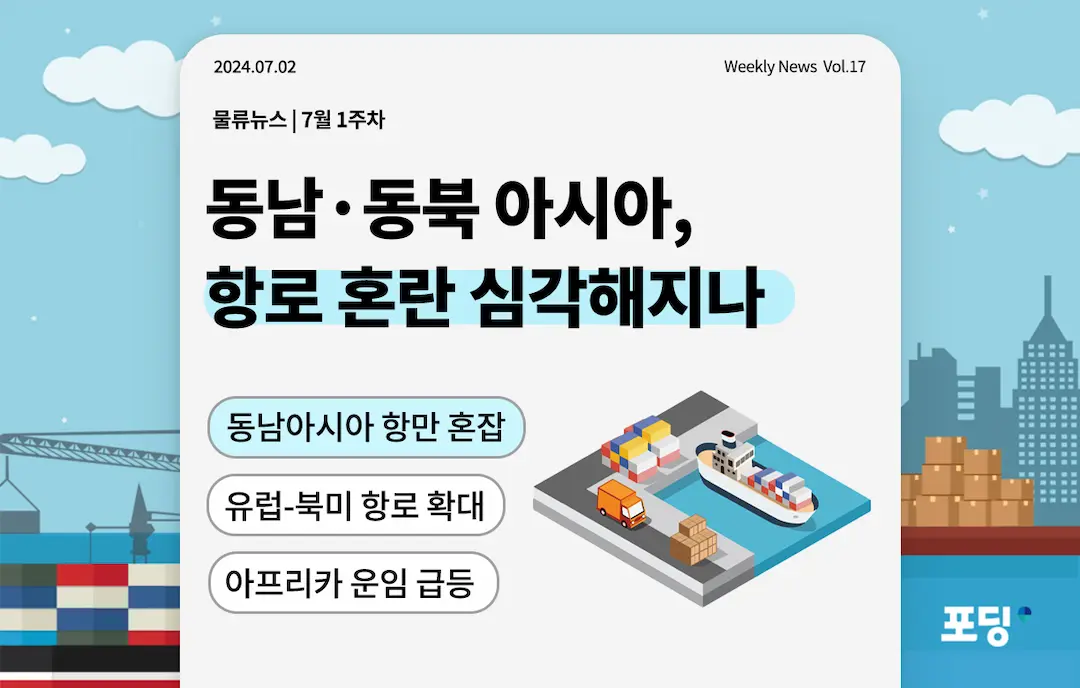 2024.07.02
Weekly News Vol.17
물류뉴스 | 7월 1주차
동남·동북 아시아,
항로 혼란 심각해지나
동남아시아 항만 혼잡
유럽-북미 항로 확대
아프리카 운임 급등
포딩